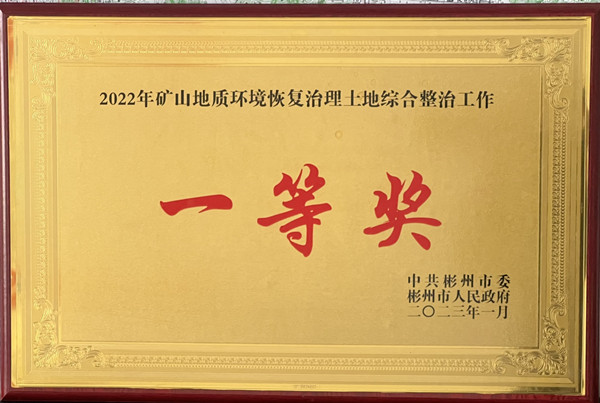 2022年矿山地质环境恢复治理土地综合整治工作
一等奖
中共彬州市委
彬州市人民政府
二〇二三年一月